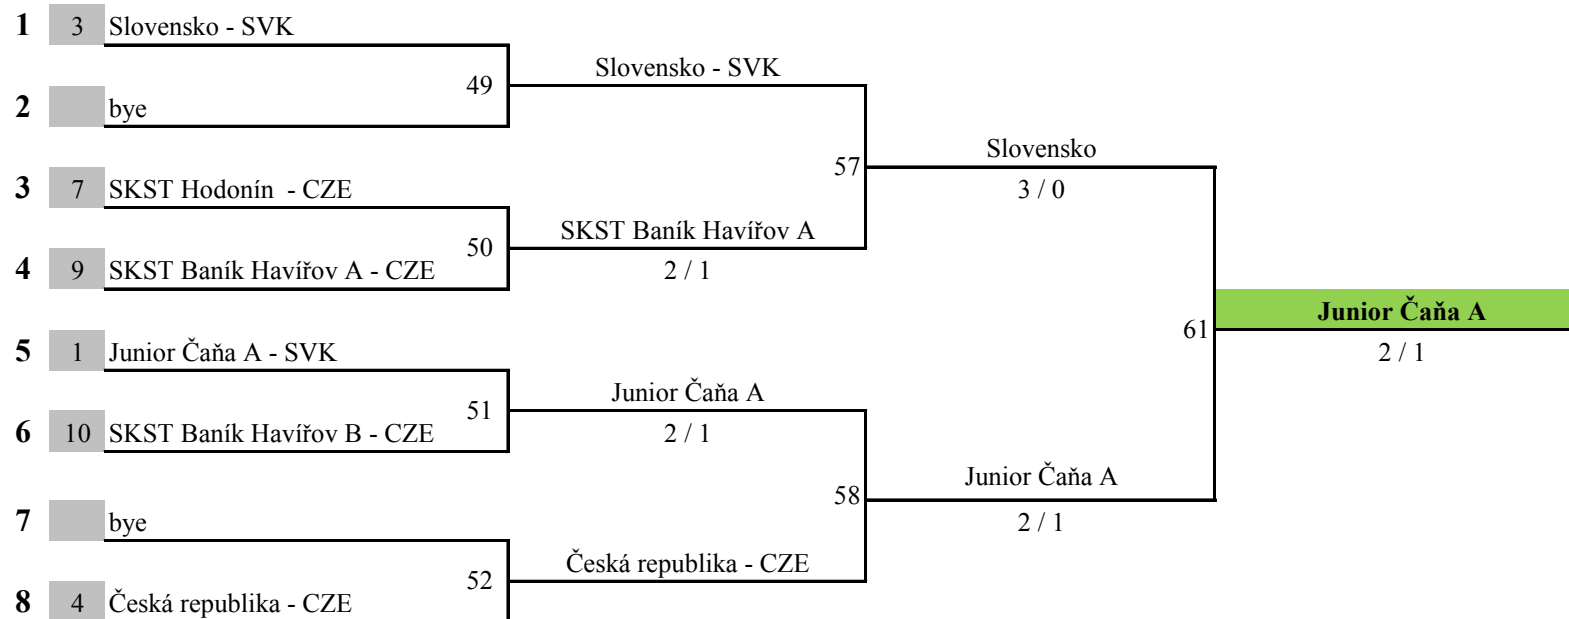 1 3 Slovensko - SVK
49 Slovensko - SVK
2 bye
57 Slovensko
3 / 0
3 7 SKST Hodonín - CZE
50 SKST Baník Havířov A
2 / 1
4 9 SKST Baník Havířov A - CZE
61 Junior Čaňa A
2 / 1
5 1 Junior Čaňa A - SVK
51 Junior Čaňa A
2 / 1
6 10 SKST Baník Havířov B - CZE
58 Junior Čaňa A
2 / 1
7 bye
52 Česká republika - CZE
8 4 Česká republika - CZE